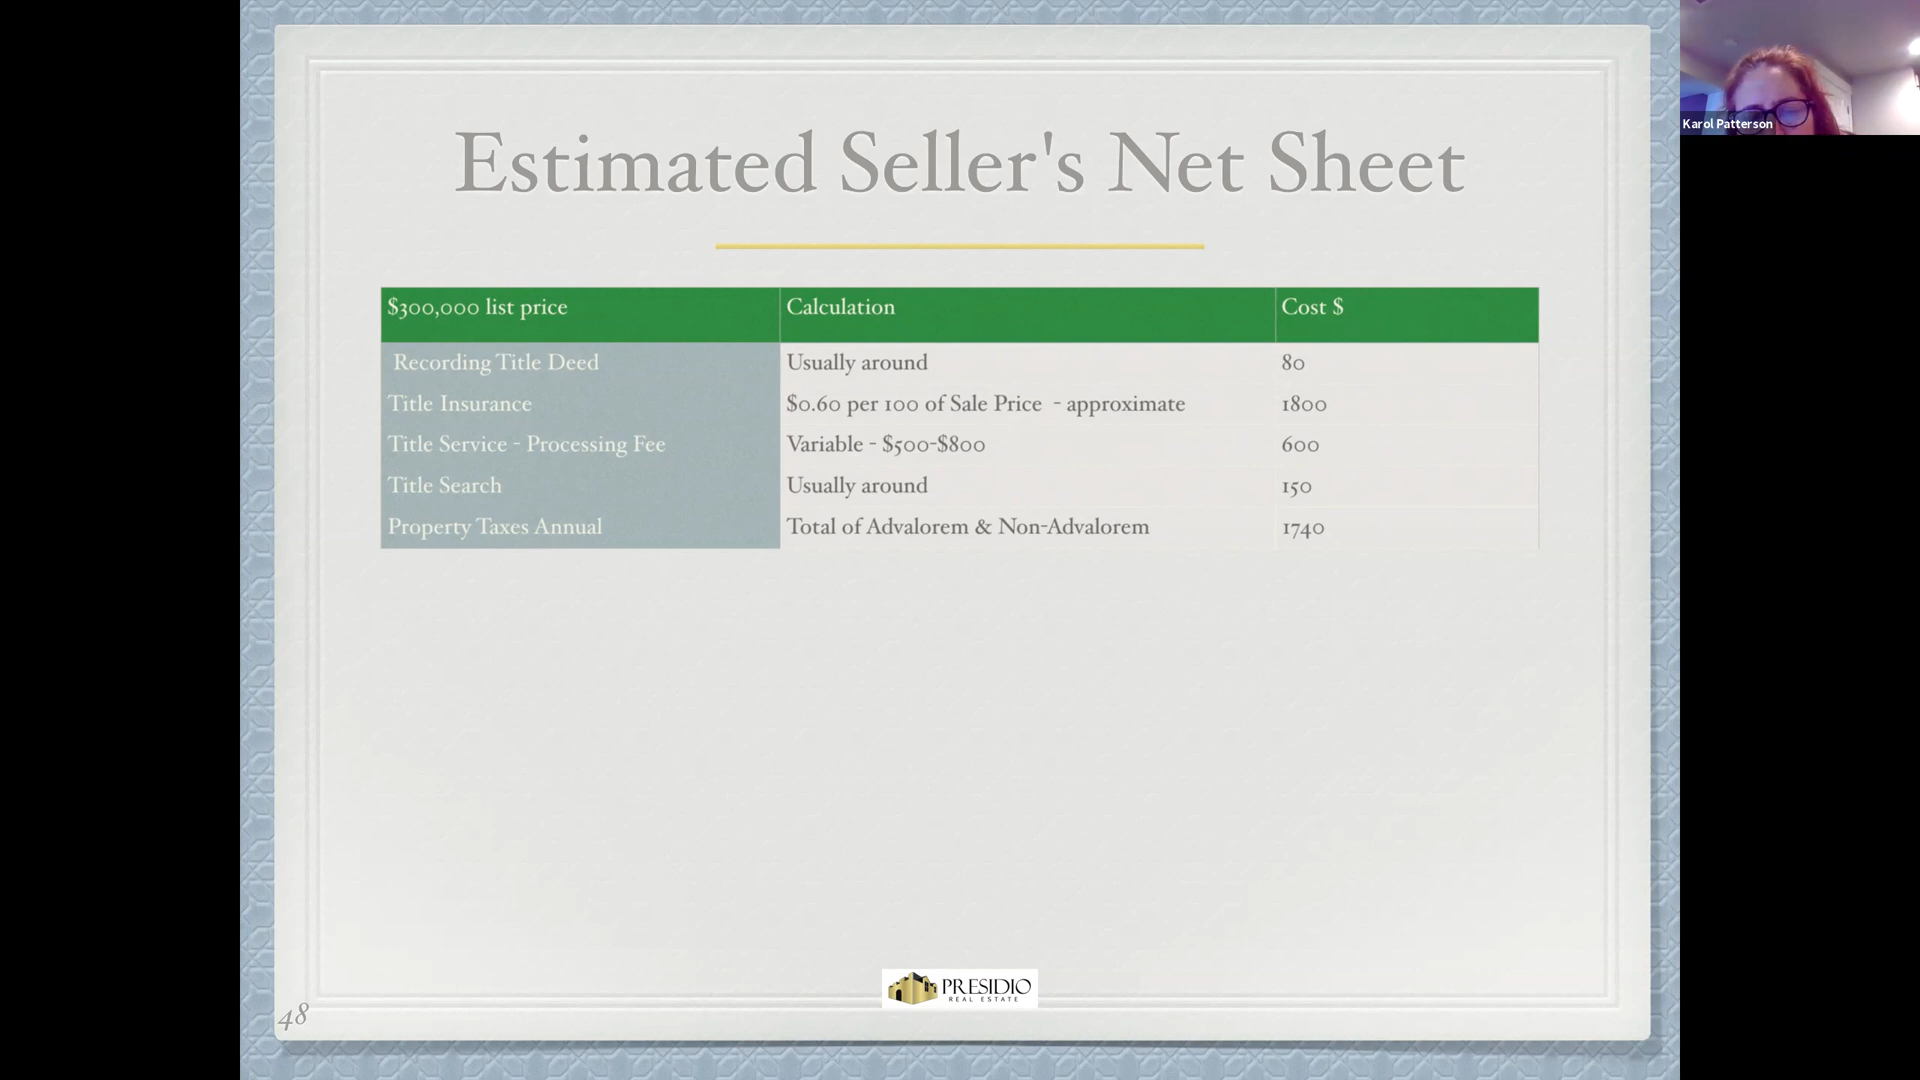 Estimated Seller's Net Sheet
$300,000 list price Calculation Cost $
Recording Title Deed Usually around 80
Title Insurance $0.60 per 100 of Sale Price - approximate 1800
Title Service - Processing Fee Variable - $500-$800 600
Title Search Usually around 150
Property Taxes Annual Total of Advalorem & Non-Advalorem 1740
PRESIDIO
REAL ESTATE
48
Karol Patterson